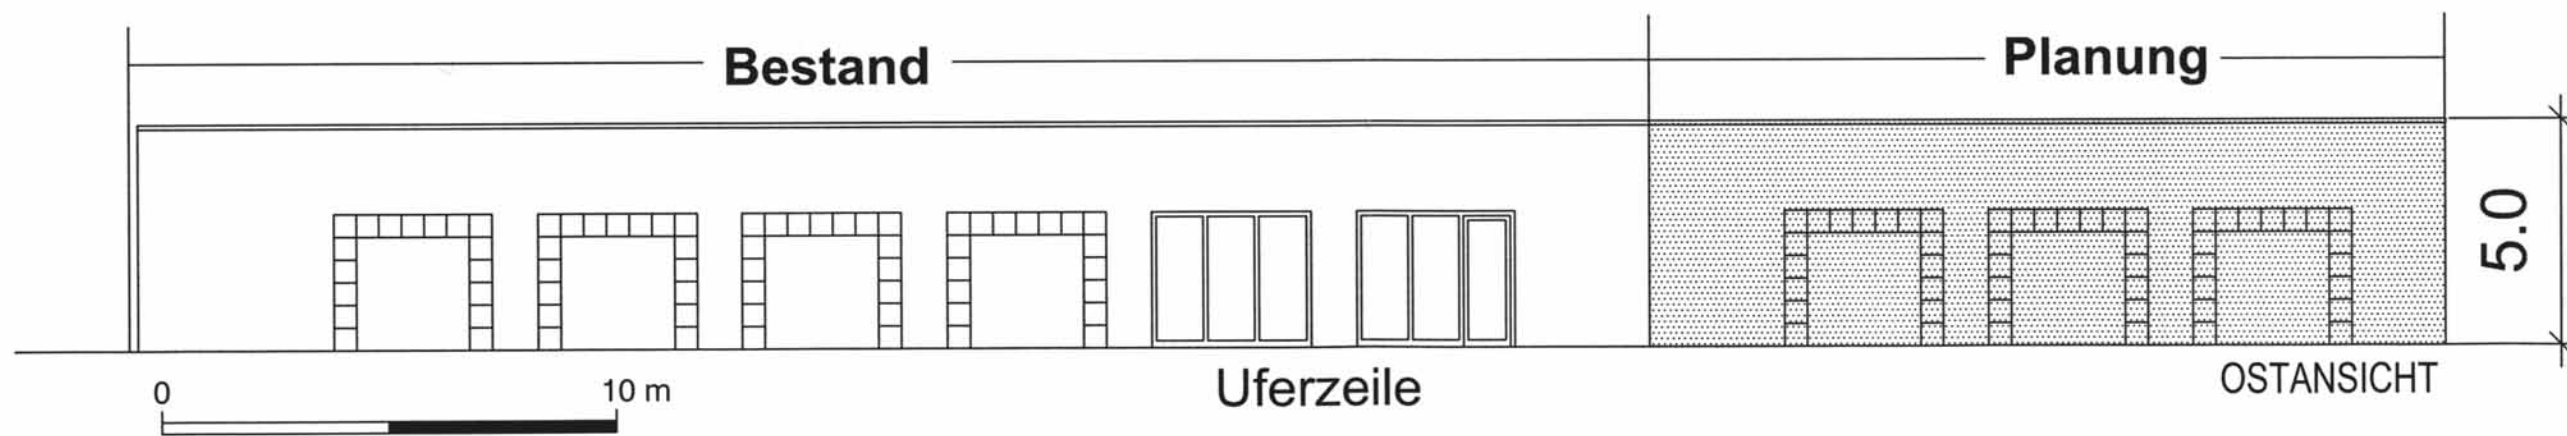 Bestand
Planung
5.0
Uferzeile
OSTANSICHT
0
10 m